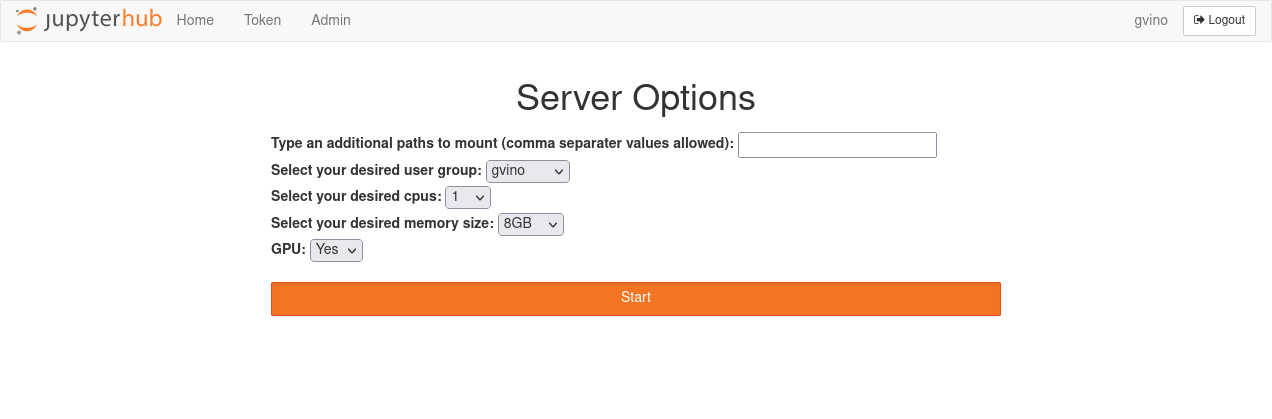 jupyterhub Home Token Admin gvino Logout
Server Options
Type an additional paths to mount (comma separater values allowed):
Select your desired user group: gvino
Select your desired cpus: 1
Select your desired memory size: 8GB
GPU: Yes
Start